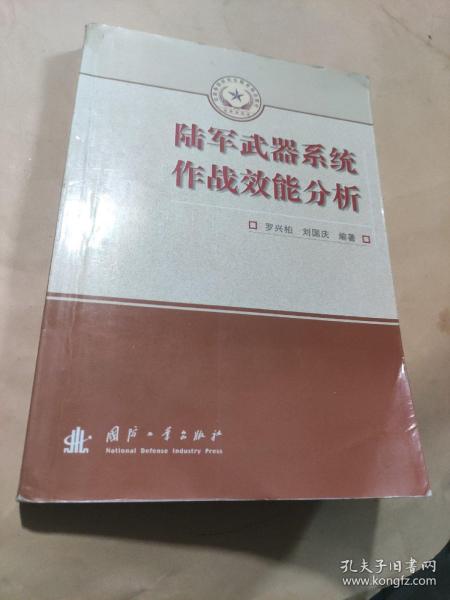 陆军武器系统
作战效能分析
罗兴柏 刘国庆 编著
国防工业出版社
National Defense Industry Press
孔夫子旧书网
www.kongfz.com